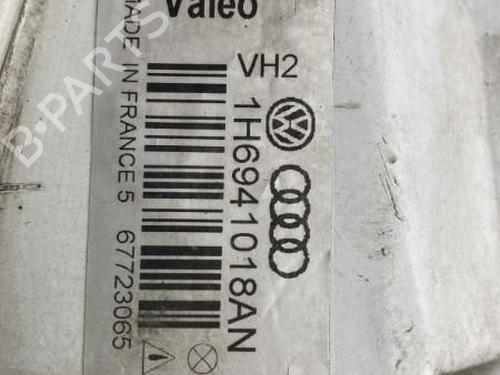 Valeo
VH2
1H6941018AN
MADE IN FRANCE 5 67723065
B-PARTS